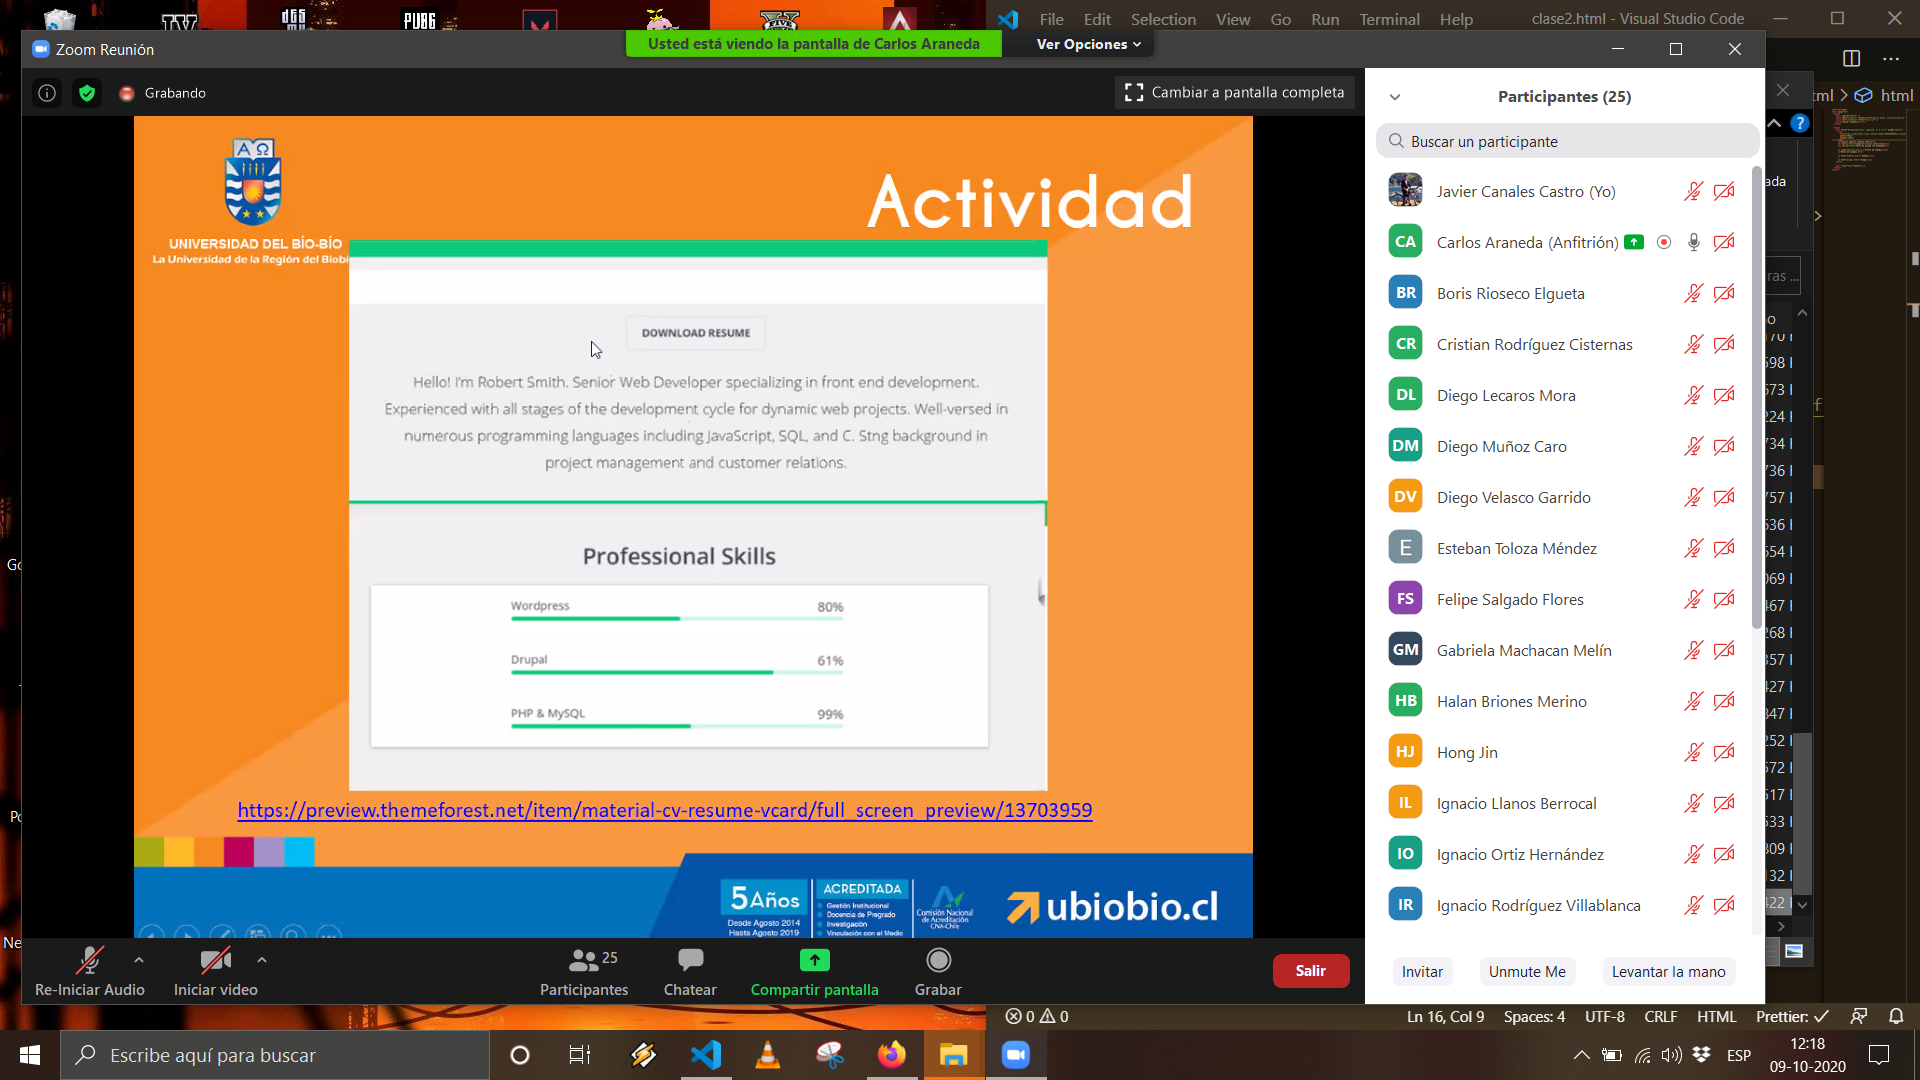 File Edit Selection View Go Run Terminal Help clase2.html - Visual Studio Code
PUBG
Zoom Reunión
Usted está viendo la pantalla de Carlos Araneda
Ver Opciones
Grabando
Cambiar a pantalla completa
html
UNIVERSIDAD DEL BÍO-BÍO
Actividad
DOWNLOAD RESUME
Hello! I'm Robert Smith. Senior Web Developer specializing in front end development.
Experienced with all stages of the development cycle for dynamic web projects. Well-versed in
numerous programming languages including JavaScript, SQL, and C. Stng background in
project management and customer relations.
Professional Skills
Wordpress 80%
Drupal 61%
PHP & MySQL 99%
https://preview.themeforest.net/item/material-cv-resume-vcard/full_screen_preview/13703959
5 Años
Desde Agosto 2014
Hasta Agosto 2019
ACREDITADA
Gestión Institucional
Docencia de Pregrado
Investigación
Vinculación con el Medio
Comisión Nacional
de Acreditación
CNA-Chile
ubiobio.cl
Participantes (25)
Buscar un participante
Javier Canales Castro (Yo)
CA Carlos Araneda (Anfitrión)
BR Boris Rioseco Elgueta
CR Cristian Rodríguez Cisternas
DL Diego Lecaros Mora
DM Diego Muñoz Caro
DV Diego Velasco Garrido
E Esteban Toloza Méndez
FS Felipe Salgado Flores
GM Gabriela Machacan Melín
HB Halan Briones Merino
HJ Hong Jin
IL Ignacio Llanos Berrocal
IO Ignacio Ortiz Hernández
IR Ignacio Rodríguez Villablanca
Invitar Unmute Me Levantar la mano
Re-Iniciar Audio
Iniciar video
25
Participantes
Chatear
Compartir pantalla
Grabar
Salir
0 0
Ln 16, Col 9 Spaces: 4 UTF-8 CRLF HTML Prettier:
Escribe aquí para buscar
ESP
12:18
09-10-2020